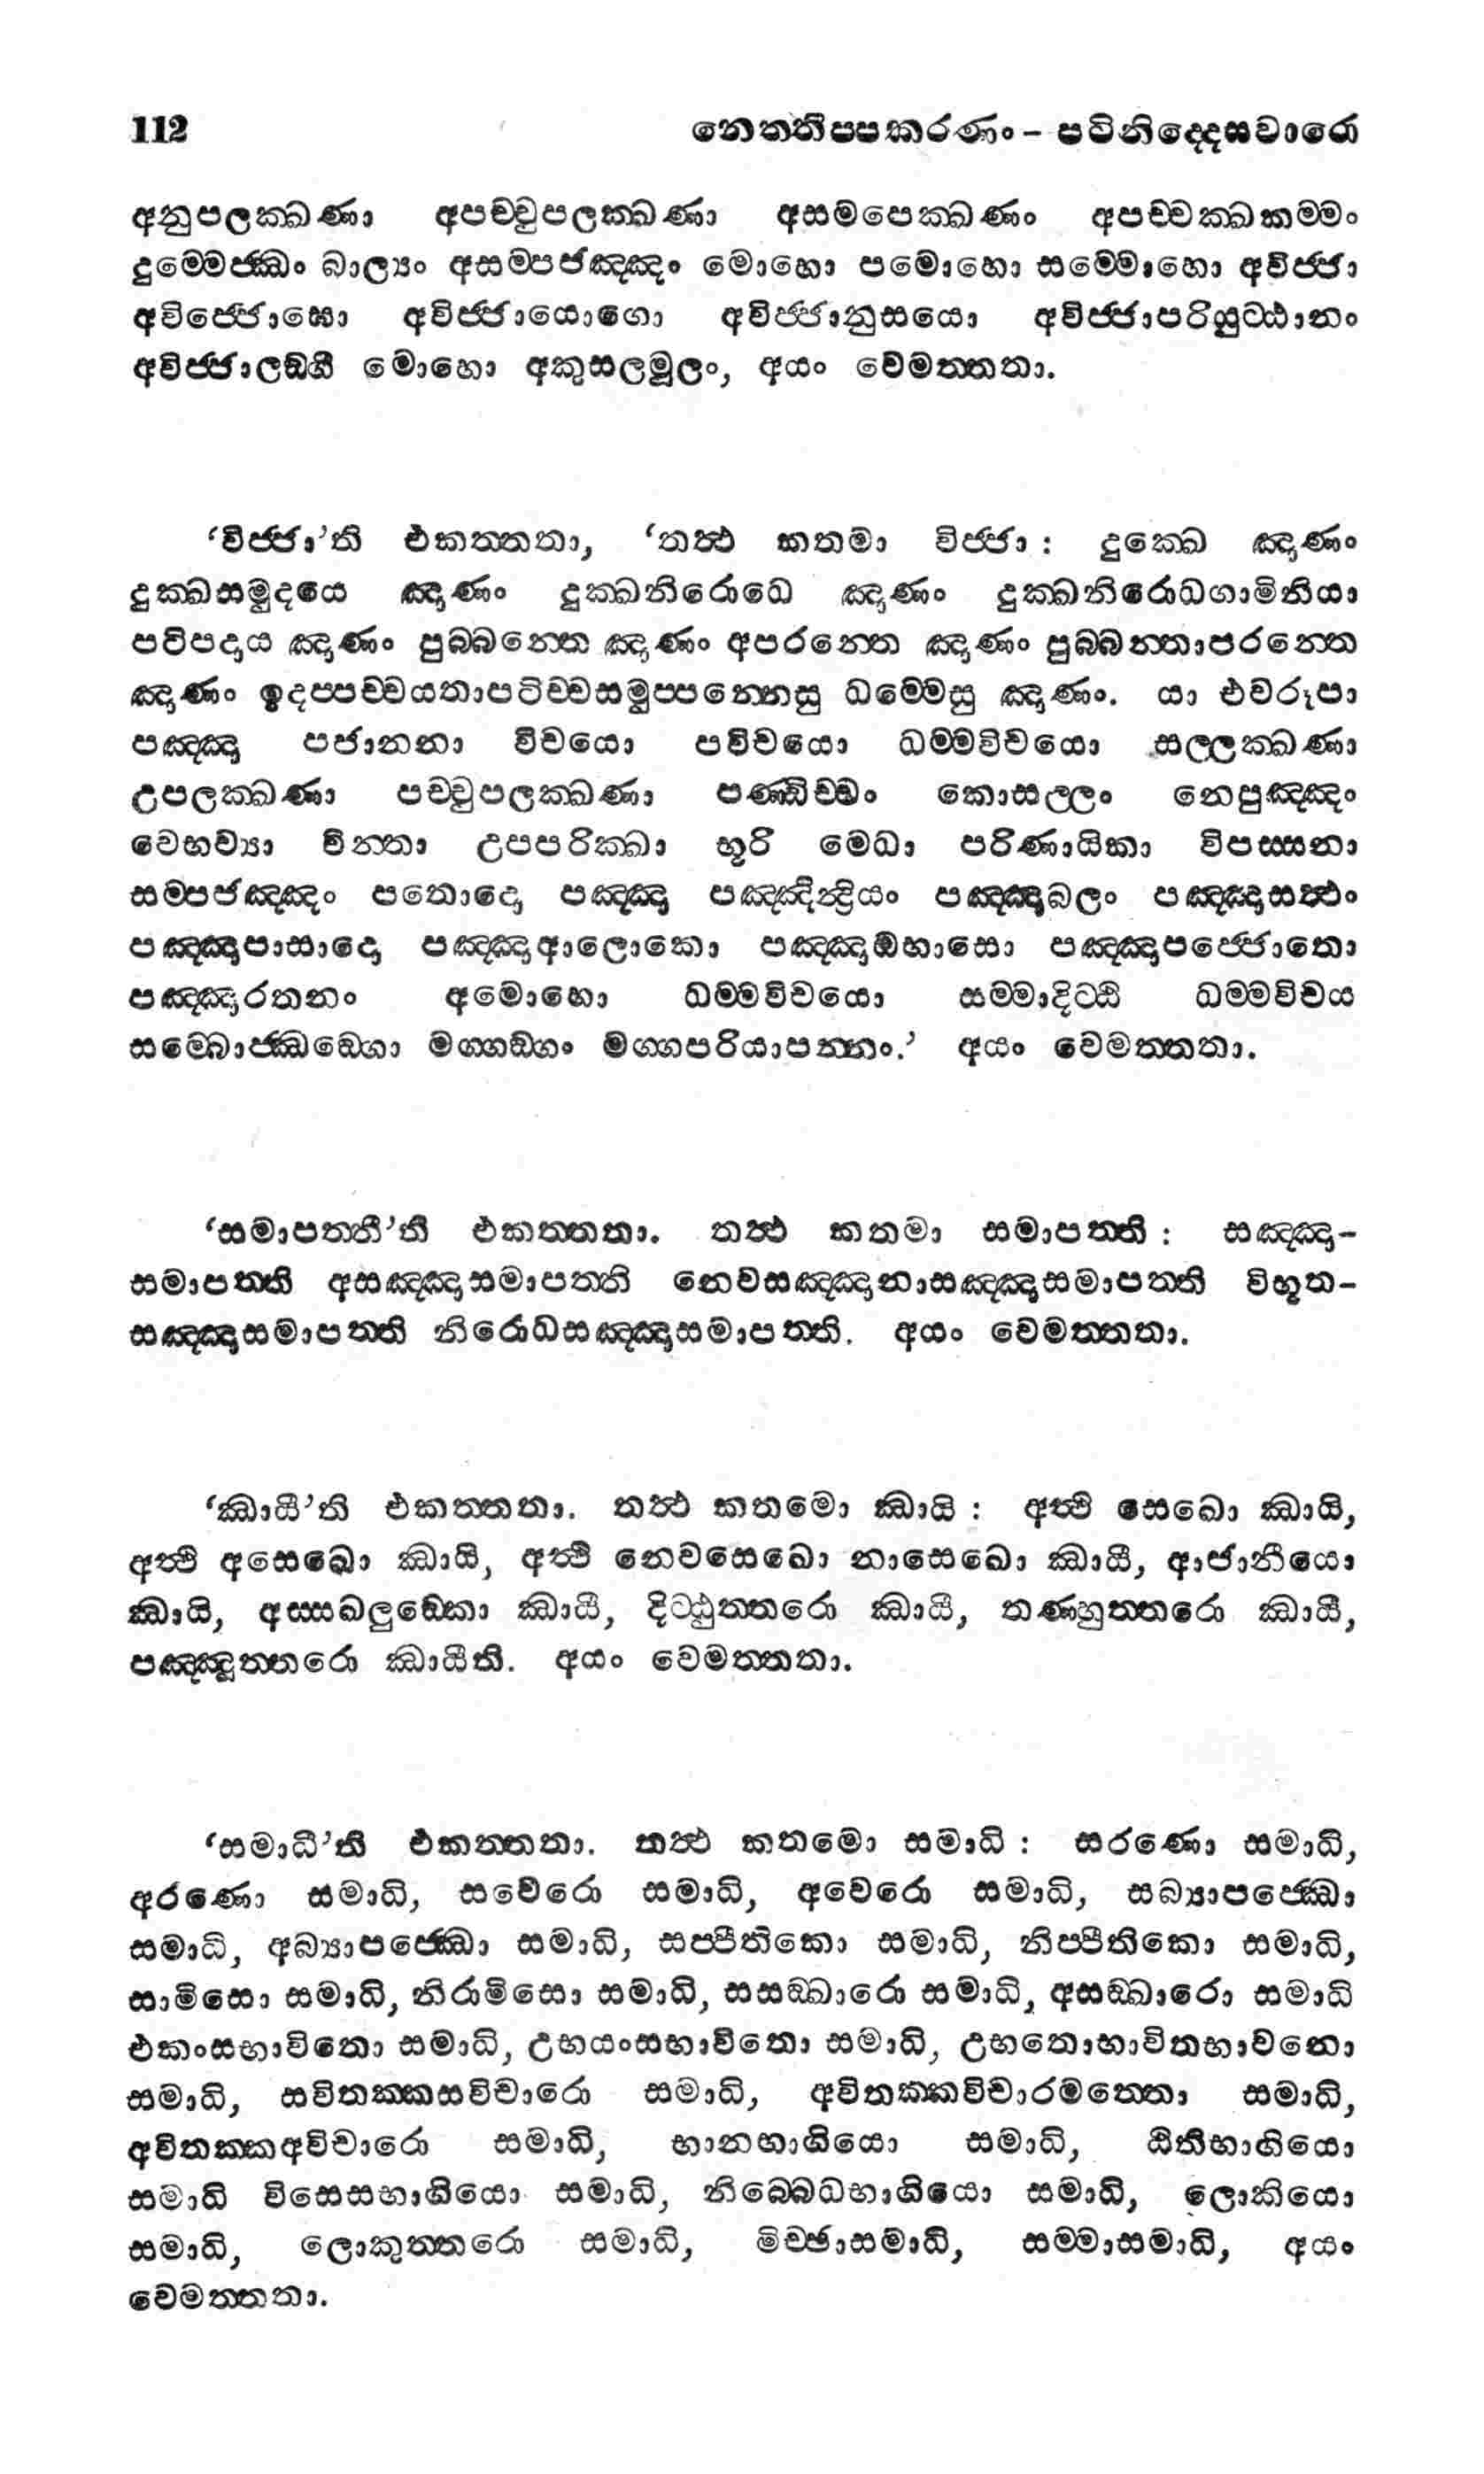 112 නෙත්තිප්පකරණං – පටිනිද්දෙසවාරො
අනුපලක්ඛණා අපච්චුපලක්ඛණා අසමපෙක්ඛණං අපච්චක්ඛකම්මං
දුම්මෙජ්ඣං බාල්‍යං අසම්පජඤ්ඤං මොහො පමොහො සම්මොහො අවිජ්ජා
අවිජ්ජොඝො අවිජ්ජායොගො අවිජ්ජානුසයො අවිජ්ජාපරියුට්ඨානං
අවිජ්ජාලඞ්ගී මොහො අකුසලමූලං, අයං වෙමත්තතා.
‘විජ්ජා’ති එකත්තතා, ‘තත්‍ථ කතමා විජ්ජා : දුක්ඛෙ ඤාණං
දුක්ඛසමුදයෙ ඤාණං දුක්ඛනිරොධෙ ඤාණං දුක්ඛනිරොධගාමිනියා
පටිපදාය ඤාණං පුබ්බන්තෙ ඤාණං අපරන්තෙ ඤාණං පුබ්බන්තාපරන්තෙ
ඤාණං ඉදප්පච්චයතාපටිච්චසමුප්පන්නෙසු ධම්මෙසු ඤාණං. යා එවරූපා
පඤ්ඤා පජානනා විචයො පවිචයො ධම්මවිචයො සල්ලක්ඛණා
උපලක්ඛණා පච්චුපලක්ඛණා පණ්ඩිච්චං කොසල්ලං නෙපුඤ්ඤං
වෙභව්‍යා චින්තා උපපරික්ඛා භූරි මෙධා පරිණායිකා විපස්සනා
සම්පජඤ්ඤං පතොදො පඤ්ඤා පඤ්ඤින්‍ද්‍රියං පඤ්ඤාබලං පඤ්ඤාසත්‍ථං
පඤ්ඤාපාසාදො පඤ්ඤාආලොකො පඤ්ඤාඔභාසො පඤ්ඤාපජ්ජොතො
පඤ්ඤාරතනං අමොහො ධම්මවිචයො සම්මාදිට්ඨි ධම්මවිචය
සම්බොජ්ඣඞ්ගො මග්ගඞ්ගං මග්ගපරියාපන්නං.’ අයං වෙමත්තතා.
‘සමාපත්තී’ති එකත්තතා. තත්‍ථ කතමා සමාපත්ති : සඤ්ඤා-
සමාපත්ති අසඤ්ඤාසමාපත්ති නෙවසඤ්ඤානාසඤ්ඤාසමාපත්ති විභූත-
සඤ්ඤාසමාපත්ති නිරොධසඤ්ඤාසමාපත්ති. අයං වෙමත්තතා.
‘ඣායී’ති එකත්තතා. තත්‍ථ කතමො ඣායි : අත්‍ථි සෙඛො ඣායි,
අත්‍ථි අසෙඛො ඣායි, අත්‍ථි නෙවසෙඛො නාසෙඛො ඣායී, ආජානීයො
ඣායි, අස්සඛලුඞ්කො ඣායී, දිට්ඨුත්තරො ඣායී, තණ්හුත්තරො ඣායී,
පඤ්ඤූත්තරො ඣායීති. අයං වෙමත්තතා.
‘සමාධී’ති එකත්තතා. තත්‍ථ කතමො සමාධි : සරණො සමාධි,
අරණො සමාධි, සවෙරො සමාධි, අවෙරො සමාධි, සබ්‍යාපජ්ඣො
සමාධි, අබ්‍යාපජ්ඣො සමාධි, සප්පීතිකො සමාධි, නිප්පීතිකො සමාධි,
සාමිසො සමාධි, නිරාමිසො සමාධි, සසඞ්ඛාරො සමාධි, අසඞ්ඛාරො සමාධි
එකංසභාවිතො සමාධි, උභයංසභාවිතො සමාධි, උභතොභාවිතභාවනො
සමාධි, සවිතක්කසවිචාරො සමාධි, අවිතක්කවිචාරමත්තො සමාධි,
අවිතක්කඅවිචාරො සමාධි, භානභාගියො සමාධි, ඨිතිභාගියො
සමාධි විසෙසභාගියො සමාධි, නිබ්බෙධභාගියො සමාධි, ලොකියො
සමාධි, ලොකුත්තරො සමාධි, මිච්ඡාසමාධි, සම්මාසමාධි, අයං
වෙමත්තතා.